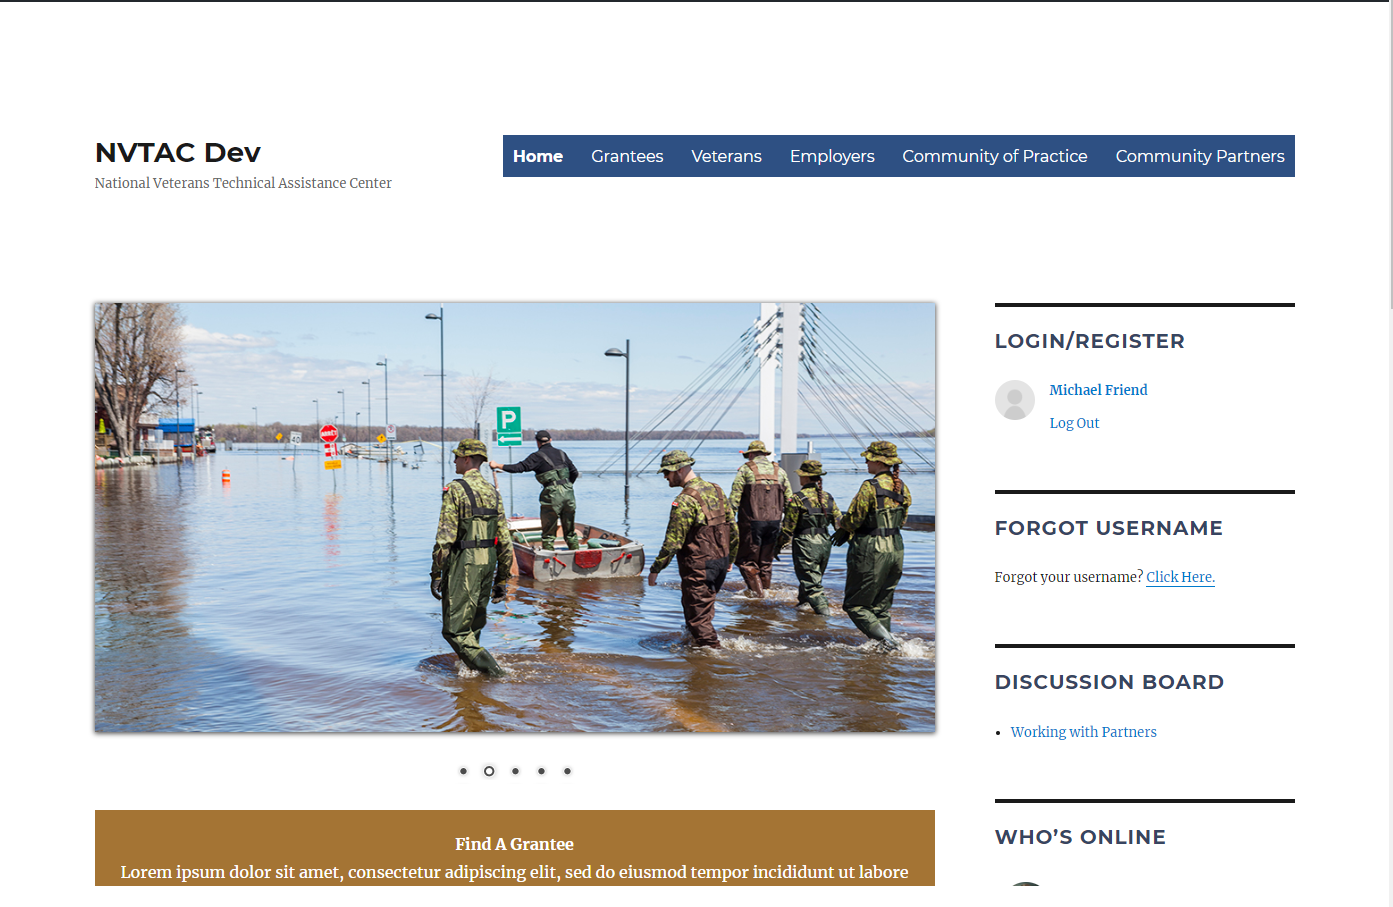 NVTAC Dev
National Veterans Technical Assistance Center
Home Grantees Veterans Employers Community of Practice Community Partners
P
LOGIN/REGISTER
Michael Friend
Log Out
FORGOT USERNAME
Forgot your username? Click Here.
DISCUSSION BOARD
Working with Partners
WHO'S ONLINE
Find A Grantee
Lorem ipsum dolor sit amet, consectetur adipiscing elit, sed do eiusmod tempor incididunt ut labore